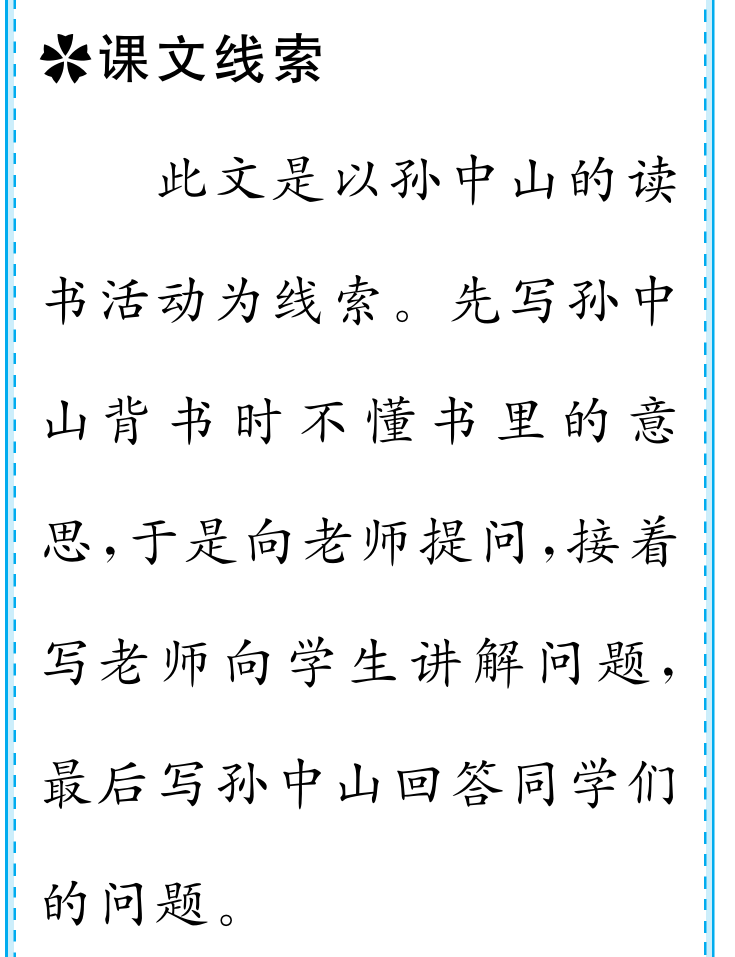 课文线索
此文是以孙中山的读
书活动为线索。先写孙中
山背书时不懂书里的意
思,于是向老师提问,接着
写老师向学生讲解问题,
最后写孙中山回答同学们
的问题。